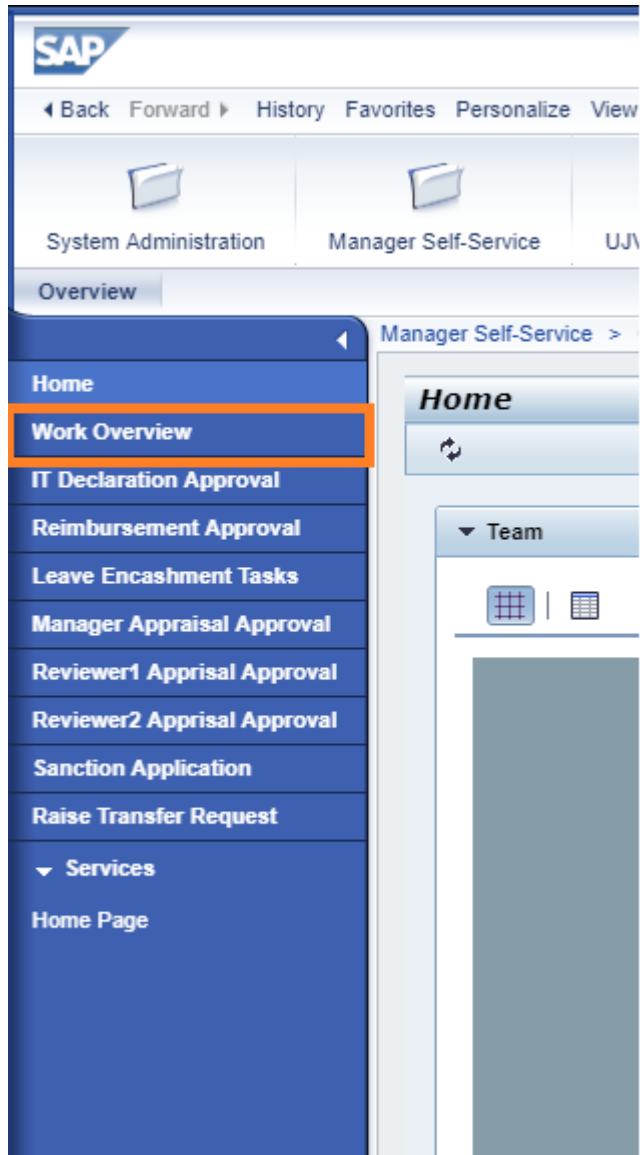 SAP
Back Forward History Favorites Personalize View
System Administration Manager Self-Service
Overview
Manager Self-Service >
Home
Home
Work Overview
IT Declaration Approval
Reimbursement Approval
Team
Leave Encashment Tasks
Manager Appraisal Approval
Reviewer1 Apprisal Approval
Reviewer2 Apprisal Approval
Sanction Application
Raise Transfer Request
Services
Home Page